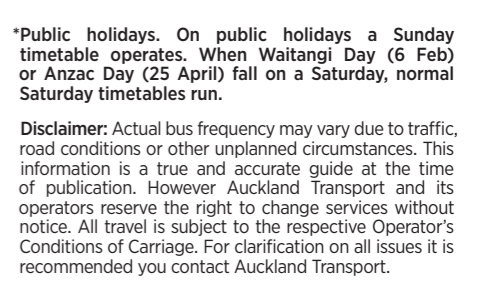 *Public holidays. On public holidays a Sunday
timetable operates. When Waitangi Day (6 Feb)
or Anzac Day (25 April) fall on a Saturday, normal
Saturday timetables run.
Disclaimer: Actual bus frequency may vary due to traffic,
road conditions or other unplanned circumstances. This
information is a true and accurate guide at the time
of publication. However Auckland Transport and its
operators reserve the right to change services without
notice. All travel is subject to the respective Operator's
Conditions of Carriage. For clarification on all issues it is
recommended you contact Auckland Transport.